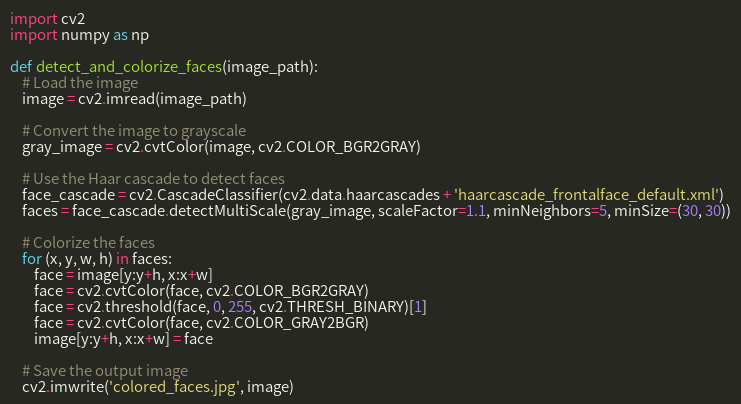 import cv2
import numpy as np

def detect_and_colorize_faces(image_path):
    # Load the image
    image = cv2.imread(image_path)

    # Convert the image to grayscale
    gray_image = cv2.cvtColor(image, cv2.COLOR_BGR2GRAY)

    # Use the Haar cascade to detect faces
    face_cascade = cv2.CascadeClassifier(cv2.data.haarcascades + 'haarcascade_frontalface_default.xml')
    faces = face_cascade.detectMultiScale(gray_image, scaleFactor=1.1, minNeighbors=5, minSize=(30, 30))

    # Colorize the faces
    for (x, y, w, h) in faces:
        face = image[y:y+h, x:x+w]
        face = cv2.cvtColor(face, cv2.COLOR_BGR2GRAY)
        face = cv2.threshold(face, 0, 255, cv2.THRESH_BINARY)[1]
        face = cv2.cvtColor(face, cv2.COLOR_GRAY2BGR)
        image[y:y+h, x:x+w] = face

    # Save the output image
    cv2.imwrite('colored_faces.jpg', image)